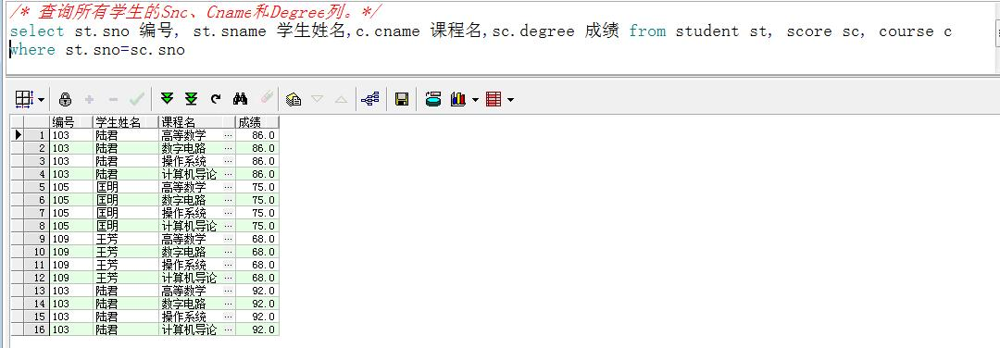 /* 查询所有学生的Snc、Cname和Degree列。*/
select st.sno 编号, st.sname 学生姓名,c.cname 课程名,sc.degree 成绩 from student st, score sc, course c
where st.sno=sc.sno
编号 学生姓名 课程名 成绩
1 103 陆君 高等数学 ... 86.0
2 103 陆君 数字电路 ... 86.0
3 103 陆君 操作系统 ... 86.0
4 103 陆君 计算机导论 ... 86.0
5 105 匡明 高等数学 ... 75.0
6 105 匡明 数字电路 ... 75.0
7 105 匡明 操作系统 ... 75.0
8 105 匡明 计算机导论 ... 75.0
9 109 王芳 高等数学 ... 68.0
10 109 王芳 数字电路 ... 68.0
11 109 王芳 操作系统 ... 68.0
12 109 王芳 计算机导论 ... 68.0
13 103 陆君 高等数学 ... 92.0
14 103 陆君 数字电路 ... 92.0
15 103 陆君 操作系统 ... 92.0
16 103 陆君 计算机导论 ... 92.0